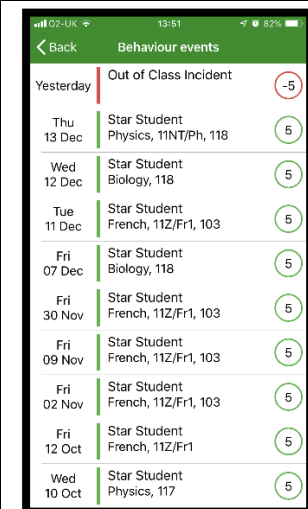 O2-UK 13:51 82%
Back Behaviour events
Yesterday Out of Class Incident -5
Thu Star Student
13 Dec Physics, 11NT/Ph, 118 5
Wed Star Student
12 Dec Biology, 118 5
Tue Star Student
11 Dec French, 11Z/Fr1, 103 5
Fri Star Student
07 Dec Biology, 118 5
Fri Star Student
30 Nov French, 11Z/Fr1, 103 5
Fri Star Student
09 Nov French, 11Z/Fr1, 103 5
Fri Star Student
02 Nov French, 11Z/Fr1, 103 5
Fri Star Student
12 Oct French, 11Z/Fr1 5
Wed Star Student
10 Oct Physics, 117 5